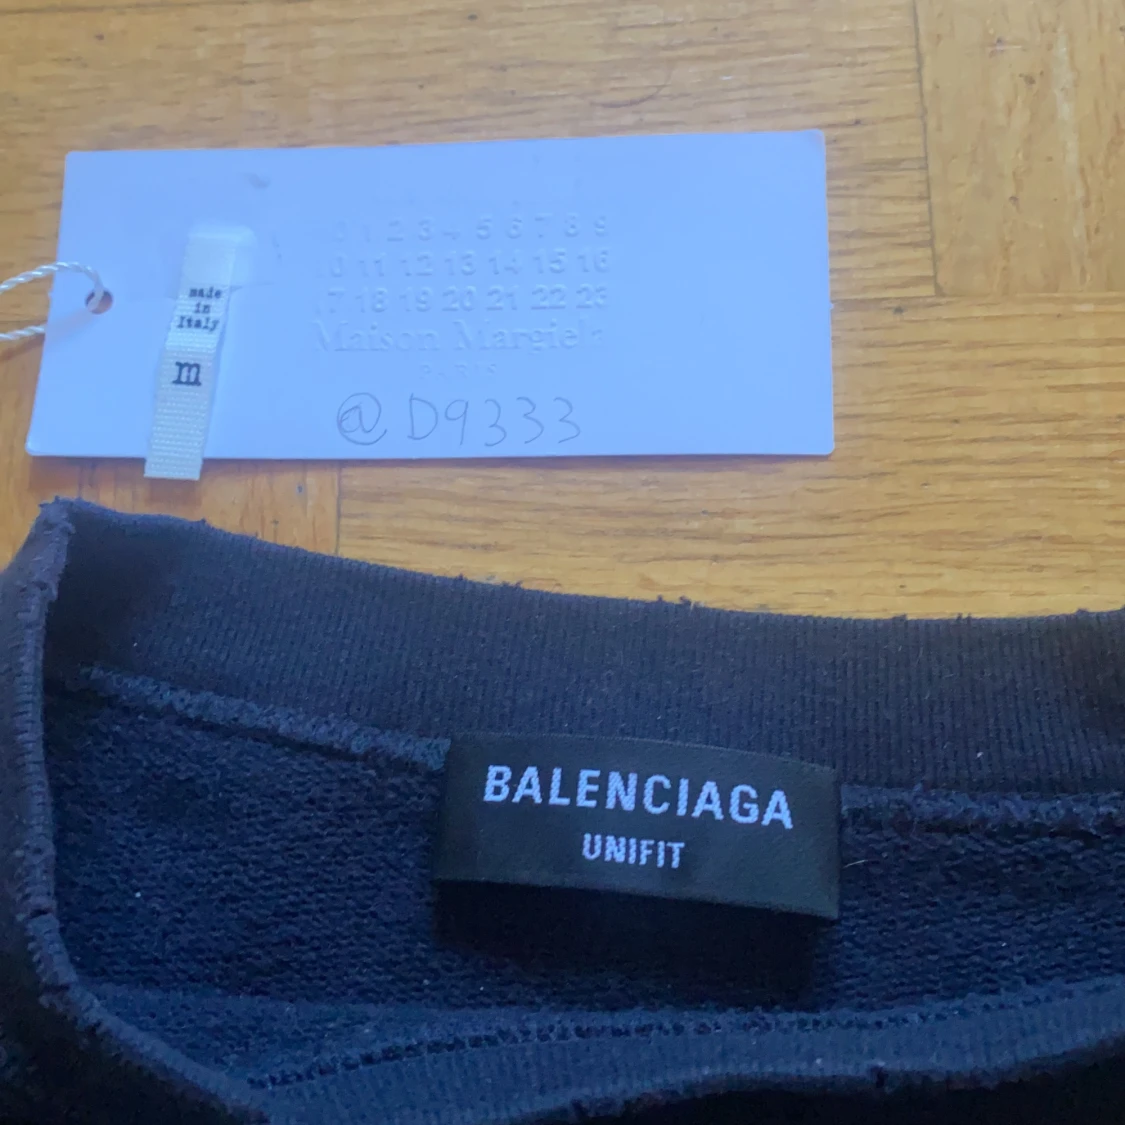 made
in
Italy
m
0 1 2 3 4 5 6 7 8 9
10 11 12 13 14 15 16
17 18 19 20 21 22 23
Maison Margiela
PARIS
@D9333
BALENCIAGA
UNIFIT